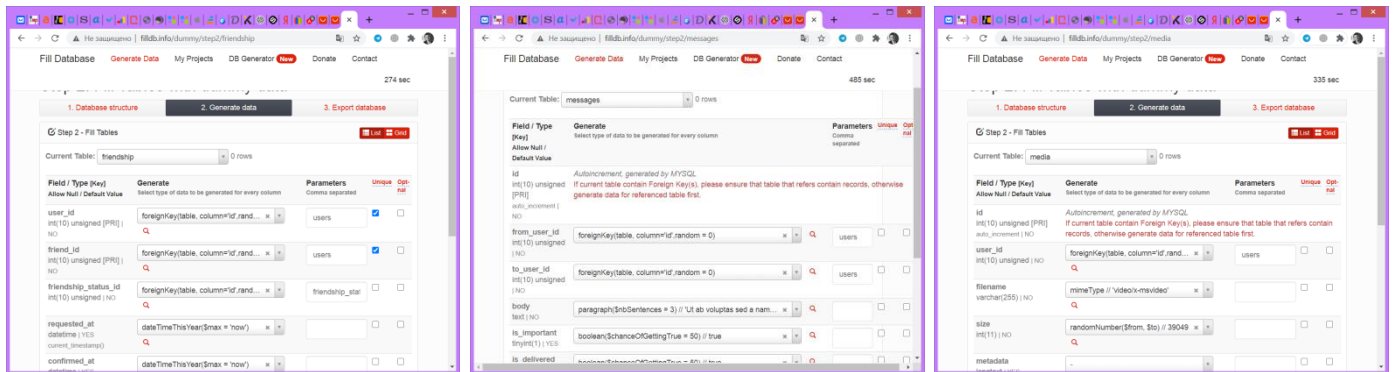 Не защищено | filldb.info/dummy/step2/friendship
Fill Database Generate Data My Projects DB Generator New Donate Contact
274 sec
1. Database structure 2. Generate data 3. Export database
Step 2 - Fill Tables List Grid
Current Table: friendship 0 rows
Field / Type [Key] Generate Parameters Unique Opt-
Allow Null / Default Value Select type of data to be generated for every column Comma separated nal
user_id
int(10) unsigned [PRI] | foreignKey(table, column='id',rand... × users
NO
friend_id
int(10) unsigned [PRI] | foreignKey(table, column='id',rand... × users
NO
friendship_status_id
int(10) unsigned | NO foreignKey(table, column='id',rand... × friendship_stat
requested_at
datetime | YES dateTimeThisYear($max = 'now') ×
current_timestamp()
confirmed_at
dateTimeThisYear($max = 'now') ×
Не защищено | filldb.info/dummy/step2/messages
Fill Database Generate Data My Projects DB Generator New Donate Contact
485 sec
Current Table: messages 0 rows
Field / Type Generate Parameters Unique Opt-
[Key] Select type of data to be generated for every column Comma nal
Allow Null / separated
Default Value
id Autoincrement, generated by MYSQL
int(10) unsigned If current table contain Foreign Key(s), please ensure that table that refers contain records, otherwise
[PRI] generate data for referenced table first.
auto_increment |
NO
from_user_id
int(10) unsigned foreignKey(table, column='id',random = 0) × users
| NO
to_user_id
int(10) unsigned foreignKey(table, column='id',random = 0) × users
| NO
body
text | NO paragraph($nbSentences = 3) // 'Ut ab voluptas sed a nam... ×
is_important
tinyint(1) | YES boolean($chanceOfGettingTrue = 50) // true ×
is_delivered
boolean($chanceOfGettingTrue = 50) // true ×
Не защищено | filldb.info/dummy/step2/media
Fill Database Generate Data My Projects DB Generator New Donate Contact
335 sec
1. Database structure 2. Generate data 3. Export database
Step 2 - Fill Tables List Grid
Current Table: media 0 rows
Field / Type [Key] Generate Parameters Unique Opt-
Allow Null / Default Value Select type of data to be generated for every column Comma separated nal
id Autoincrement, generated by MYSQL
int(10) unsigned [PRI] If current table contain Foreign Key(s), please ensure that table that refers contain
auto_increment | NO records, otherwise generate data for referenced table first.
user_id
int(10) unsigned | NO foreignKey(table, column='id',rand... × users
filename
varchar(255) | NO mimeType // 'video/x-msvideo' ×
size
int(11) | NO randomNumber($from, $to) // 39049 ×
metadata